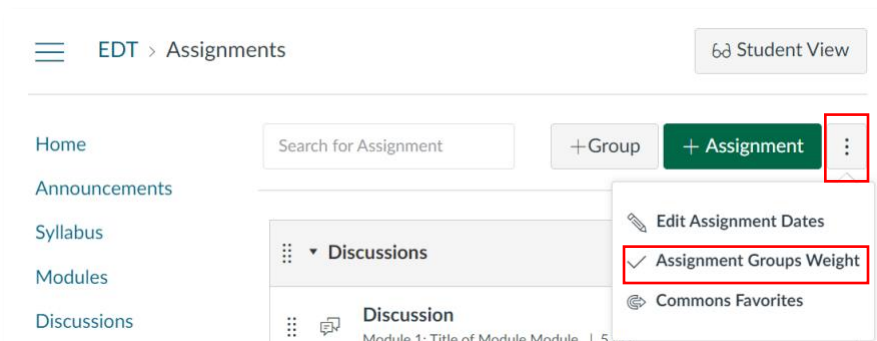 EDT > Assignments
Student View
Home
Search for Assignment
+Group
+ Assignment
Announcements
Syllabus
Edit Assignment Dates
Discussions
Assignment Groups Weight
Modules
Commons Favorites
Discussions
Discussion
Module 1: Title of Module Module | 5